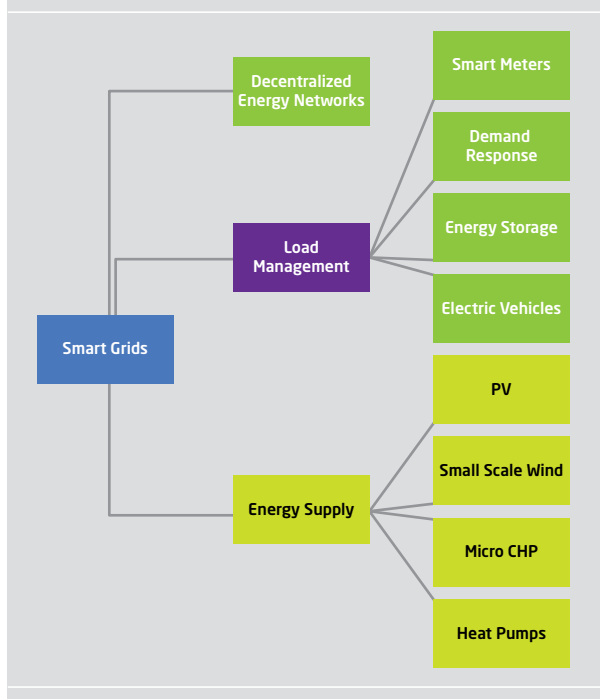 Smart Meters
Decentralized
Energy Networks
Demand
Response
Energy Storage
Load
Management
Electric Vehicles
Smart Grids
PV
Small Scale Wind
Energy Supply
Micro CHP
Heat Pumps